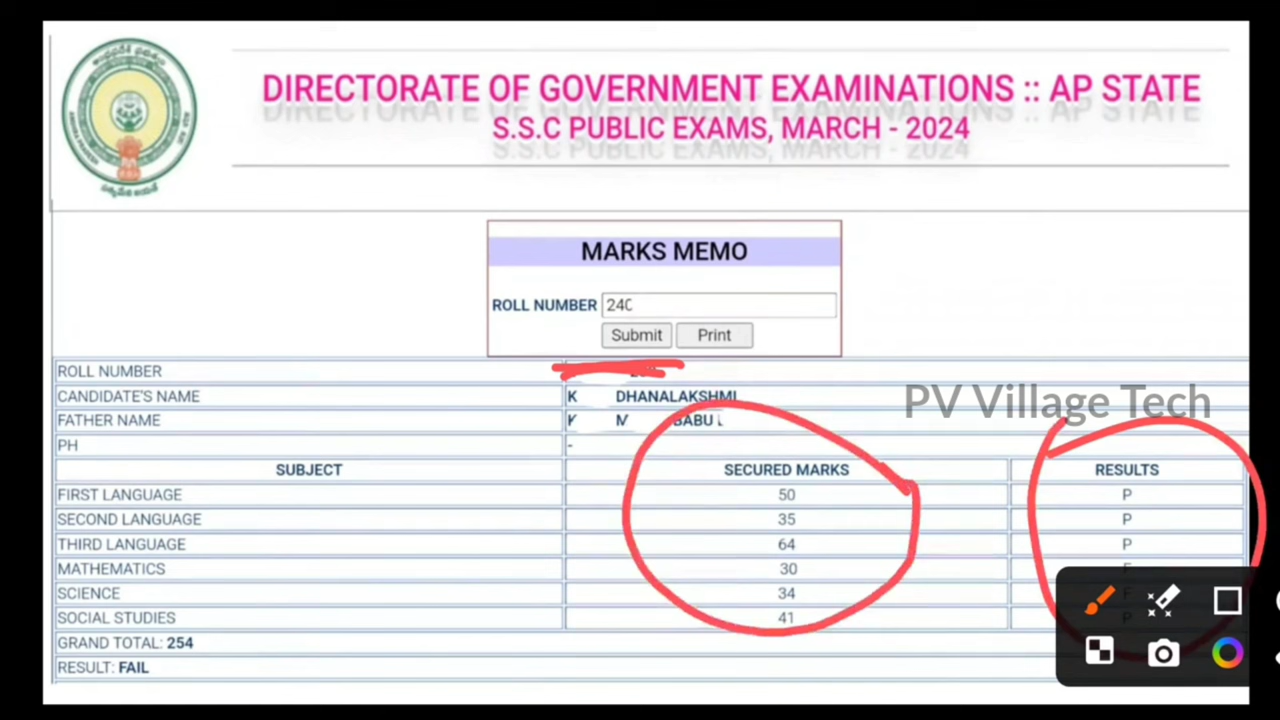 DIRECTORATE OF GOVERNMENT EXAMINATIONS :: AP STATE
S.S.C PUBLIC EXAMS, MARCH - 2024
MARKS MEMO
ROLL NUMBER 240
Submit Print
ROLL NUMBER
CANDIDATE'S NAME K DHANALAKSHMI
FATHER NAME K M BABU
PV Village Tech
PH -
SUBJECT SECURED MARKS RESULTS
FIRST LANGUAGE 50 P
SECOND LANGUAGE 35 P
THIRD LANGUAGE 64 P
MATHEMATICS 30 F
SCIENCE 34 F
SOCIAL STUDIES 41 P
GRAND TOTAL: 254
RESULT: FAIL